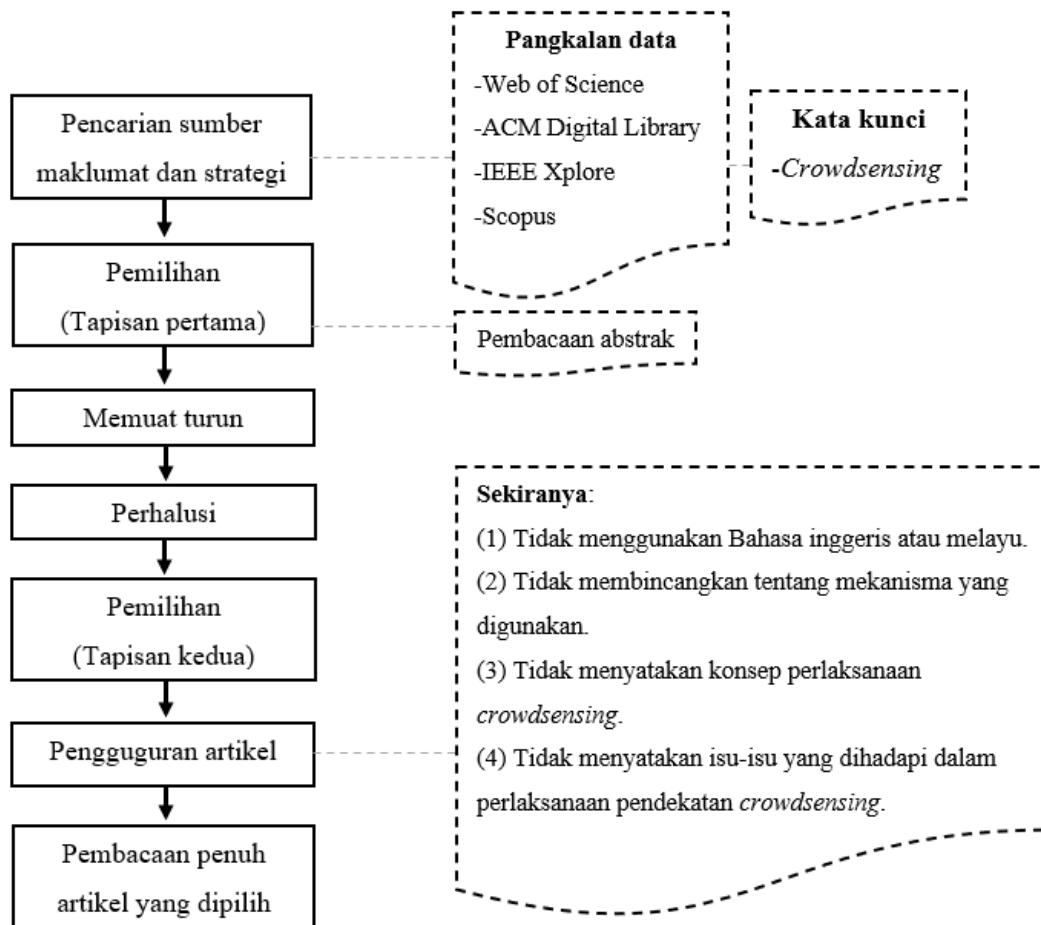 Pencarian sumber
maklumat dan strategi
Pangkalan data
-Web of Science
-ACM Digital Library
-IEEE Xplore
-Scopus
Kata kunci
-Crowdsensing
Pemilihan
(Tapisan pertama)
Pembacaan abstrak
Memuat turun
Perhalusi
Pemilihan
(Tapisan kedua)
Pengguguran artikel
Sekiranya:
(1) Tidak menggunakan Bahasa inggeris atau melayu.
(2) Tidak membincangkan tentang mekanisma yang
digunakan.
(3) Tidak menyatakan konsep perlaksanaan
crowdsensing.
(4) Tidak menyatakan isu-isu yang dihadapi dalam
perlaksanaan pendekatan crowdsensing.
Pembacaan penuh
artikel yang dipilih